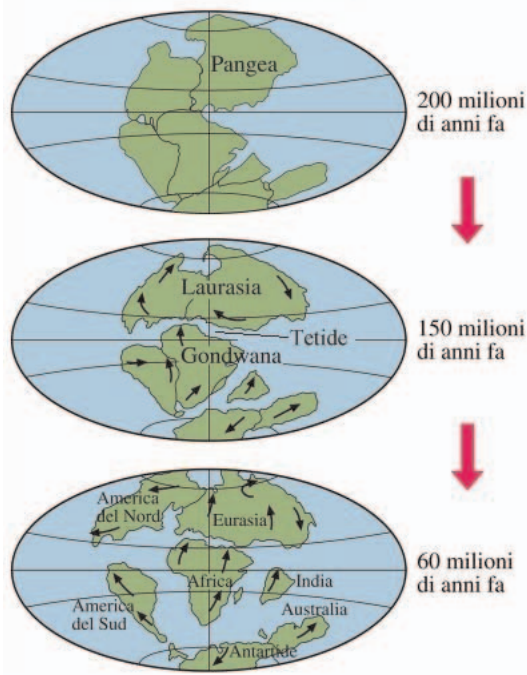 Pangea
200 milioni
di anni fa
Laurasia
Tetide
Gondwana
150 milioni
di anni fa
America
del Nord
Eurasia
Africa
India
America
del Sud
Australia
Antartide
60 milioni
di anni fa